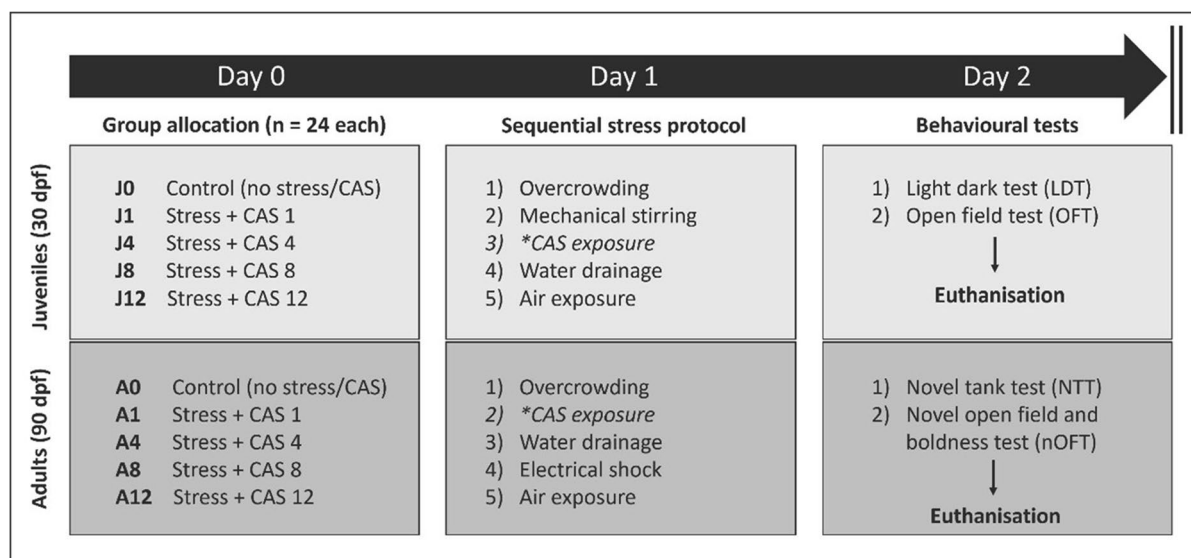 Day 0 Day 1 Day 2
Group allocation (n = 24 each) Sequential stress protocol Behavioural tests
Juveniles (30 dpf)
J0 Control (no stress/CAS)
J1 Stress + CAS 1
J4 Stress + CAS 4
J8 Stress + CAS 8
J12 Stress + CAS 12
1) Overcrowding
2) Mechanical stirring
3) *CAS exposure
4) Water drainage
5) Air exposure
1) Light dark test (LDT)
2) Open field test (OFT)
Euthanisation
Adults (90 dpf)
A0 Control (no stress/CAS)
A1 Stress + CAS 1
A4 Stress + CAS 4
A8 Stress + CAS 8
A12 Stress + CAS 12
1) Overcrowding
2) *CAS exposure
3) Water drainage
4) Electrical shock
5) Air exposure
1) Novel tank test (NTT)
2) Novel open field and
boldness test (nOFT)
Euthanisation